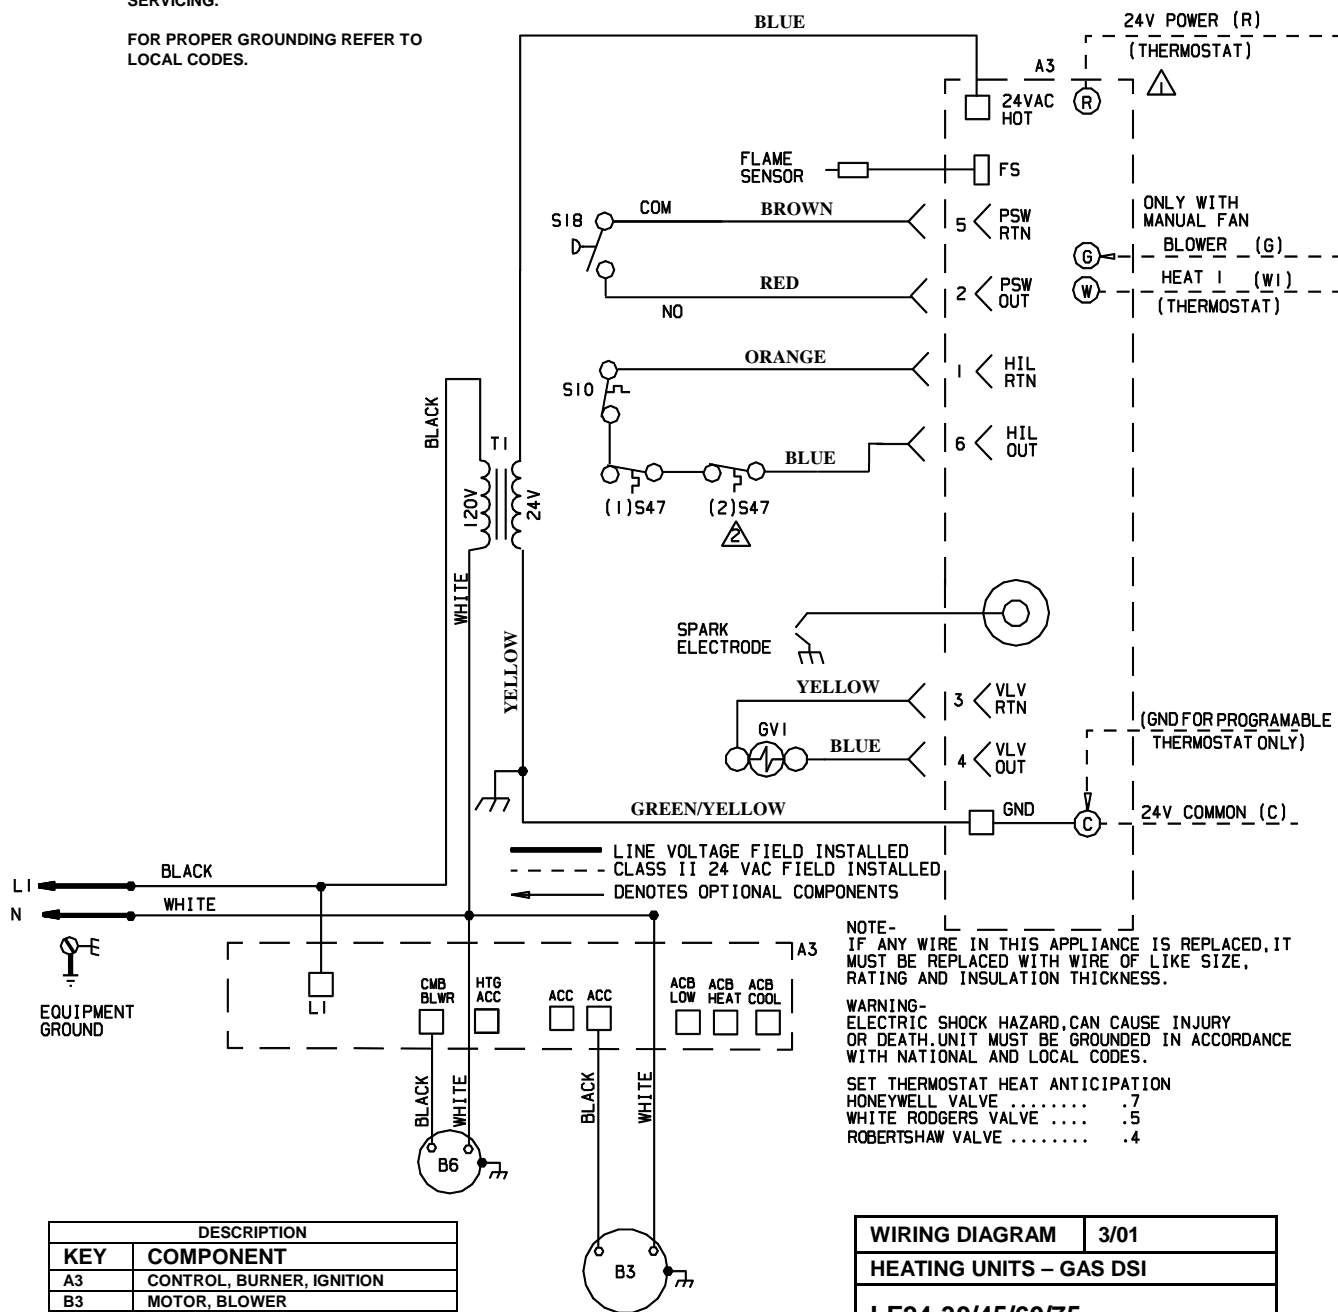 SERVICING.
FOR PROPER GROUNDING REFER TO
LOCAL CODES.
BLUE
24V POWER (R)
(THERMOSTAT)
A3
1
24VAC
HOT
R
FLAME
SENSOR
FS
S18
COM
BROWN
5
PSW
RTN
ONLY WITH
MANUAL FAN
BLOWER (G)
G
HEAT 1 (W1)
W
(THERMOSTAT)
RED
NO
2
PSW
OUT
ORANGE
S10
1
HIL
RTN
BLACK
T1
BLUE
6
HIL
OUT
120V
24V
(1)S47
(2)S47
2
WHITE
SPARK
ELECTRODE
YELLOW
YELLOW
3
VLV
RTN
GV1
BLUE
4
VLV
OUT
(GND FOR PROGRAMABLE
THERMOSTAT ONLY)
GREEN/YELLOW
GND
C
24V COMMON (C)
LINE VOLTAGE FIELD INSTALLED
CLASS II 24 VAC FIELD INSTALLED
DENOTES OPTIONAL COMPONENTS
L1
BLACK
N
WHITE
EQUIPMENT
GROUND
A3
L1
CMB
BLWR
HTG
ACC
ACC
ACC
ACB
LOW
ACB
HEAT
ACB
COOL
BLACK
WHITE
BLACK
WHITE
B6
B3
NOTE-
IF ANY WIRE IN THIS APPLIANCE IS REPLACED,IT
MUST BE REPLACED WITH WIRE OF LIKE SIZE,
RATING AND INSULATION THICKNESS.
WARNING-
ELECTRIC SHOCK HAZARD,CAN CAUSE INJURY
OR DEATH.UNIT MUST BE GROUNDED IN ACCORDANCE
WITH NATIONAL AND LOCAL CODES.
SET THERMOSTAT HEAT ANTICIPATION
HONEYWELL VALVE ........ .7
WHITE RODGERS VALVE .... .5
ROBERTSHAW VALVE ........ .4
DESCRIPTION
KEY COMPONENT
A3 CONTROL, BURNER, IGNITION
B3 MOTOR, BLOWER
WIRING DIAGRAM 3/01
HEATING UNITS – GAS DSI